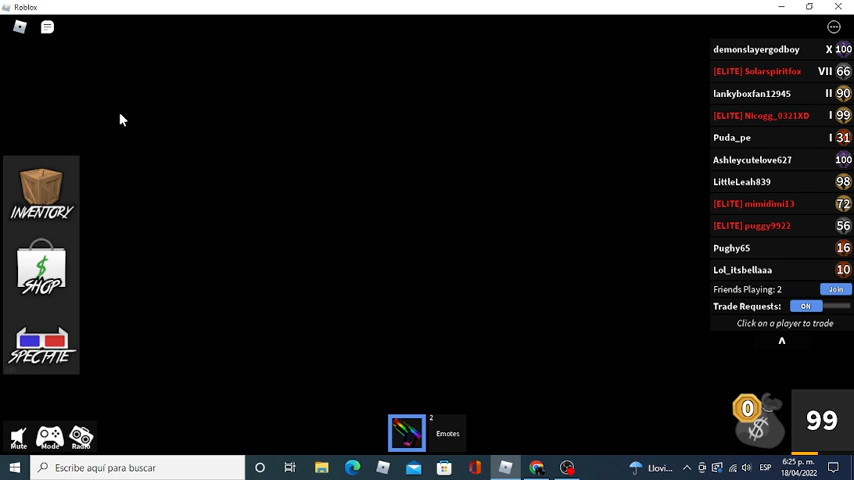 Roblox
demonslayergodboy X 100
[ELITE] Solarspiritfox VII 66
lankyboxfan12945 II 90
[ELITE] Nicogg_0321XD I 99
Puda_pe I 31
Ashleycutelove627 100
LittleLeah839 98
[ELITE] mimidimi13 72
[ELITE] puggy9922 56
Pughy65 16
Lol_itsbellaaa 10
Friends Playing: 2 Join
Trade Requests: ON
Click on a player to trade
INVENTORY
SHOP
SPECTATE
Mute Mode Radio
2
Emotes
0
99
Escribe aquí para buscar
Llovi...
ESP
6:25 p. m.
18/04/2022